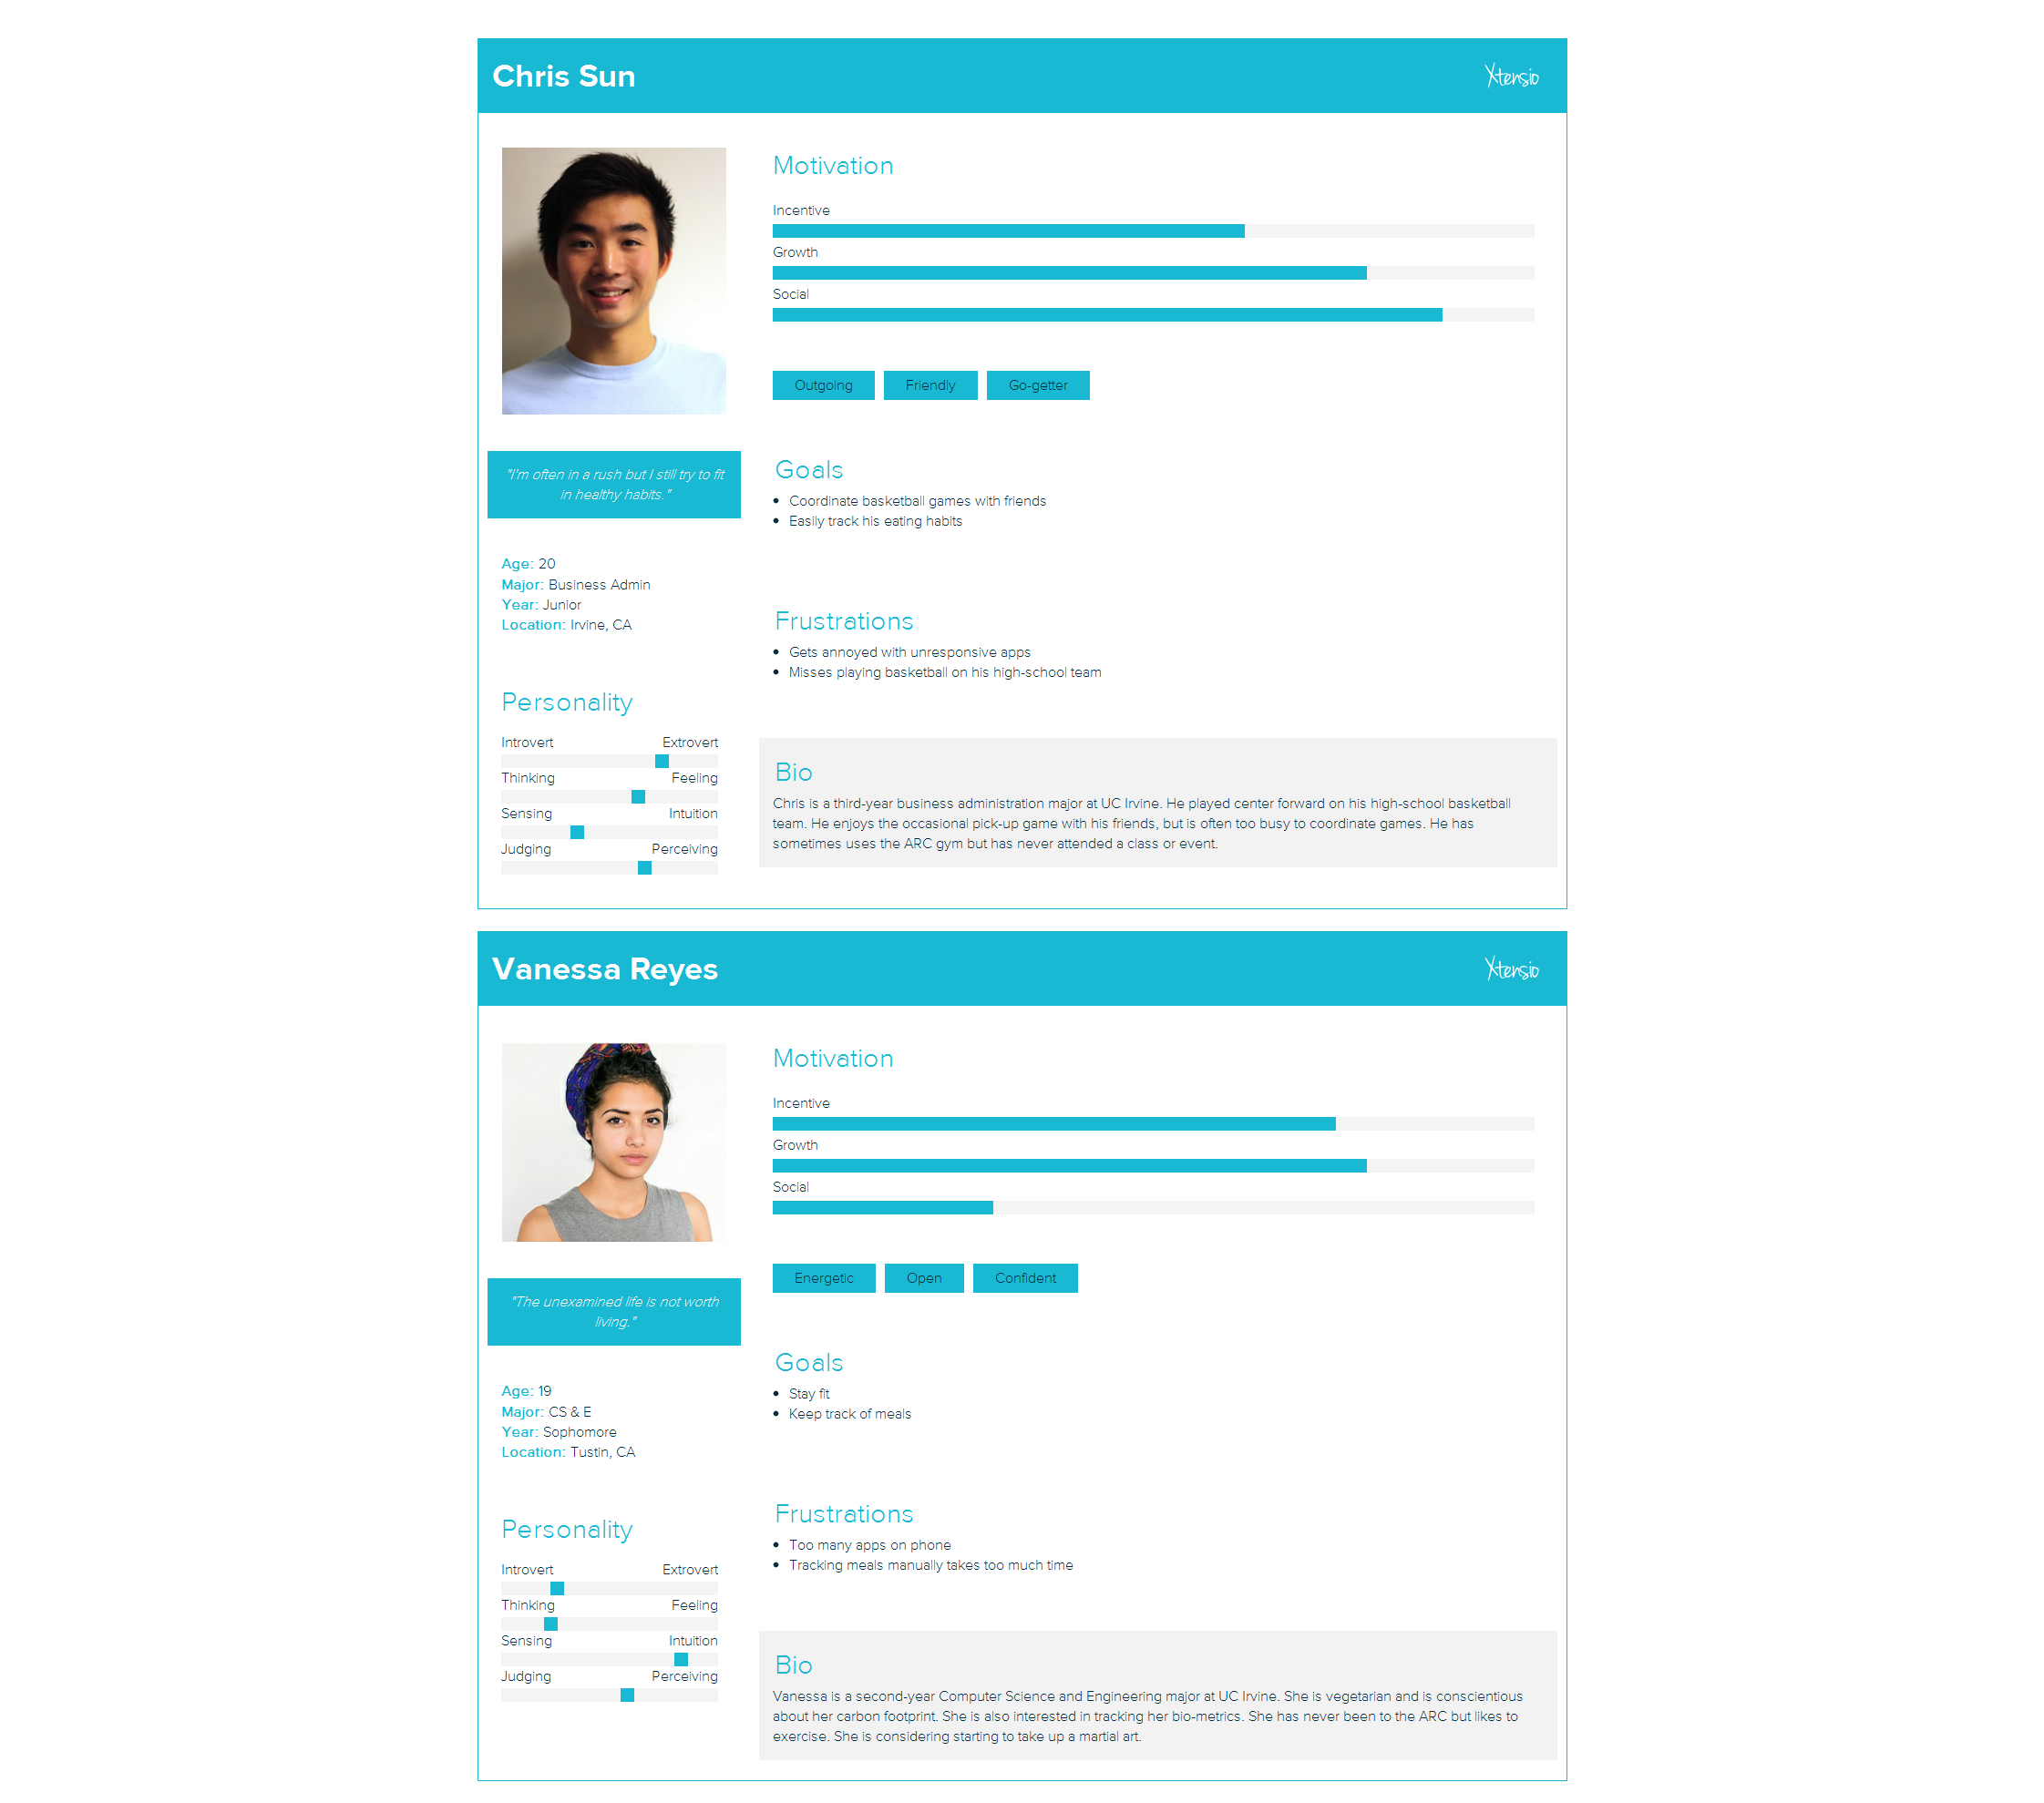 Chris Sun
Xtensio
Motivation
Incentive
Growth
Social
Outgoing Friendly Go-getter
"I'm often in a rush but I still try to fit
in healthy habits."
Age: 20
Major: Business Admin
Year: Junior
Location: Irvine, CA
Personality
Introvert Extrovert
Thinking Feeling
Sensing Intuition
Judging Perceiving
Goals
• Coordinate basketball games with friends
• Easily track his eating habits
Frustrations
• Gets annoyed with unresponsive apps
• Misses playing basketball on his high-school team
Bio
Chris is a third-year business administration major at UC Irvine. He played center forward on his high-school basketball
team. He enjoys the occasional pick-up game with his friends, but is often too busy to coordinate games. He has
sometimes uses the ARC gym but has never attended a class or event.
Vanessa Reyes
Xtensio
Motivation
Incentive
Growth
Social
Energetic Open Confident
"The unexamined life is not worth
living."
Age: 19
Major: CS & E
Year: Sophomore
Location: Tustin, CA
Personality
Introvert Extrovert
Thinking Feeling
Sensing Intuition
Judging Perceiving
Goals
• Stay fit
• Keep track of meals
Frustrations
• Too many apps on phone
• Tracking meals manually takes too much time
Bio
Vanessa is a second-year Computer Science and Engineering major at UC Irvine. She is vegetarian and is conscientious
about her carbon footprint. She is also interested in tracking her bio-metrics. She has never been to the ARC but likes to
exercise. She is considering starting to take up a martial art.